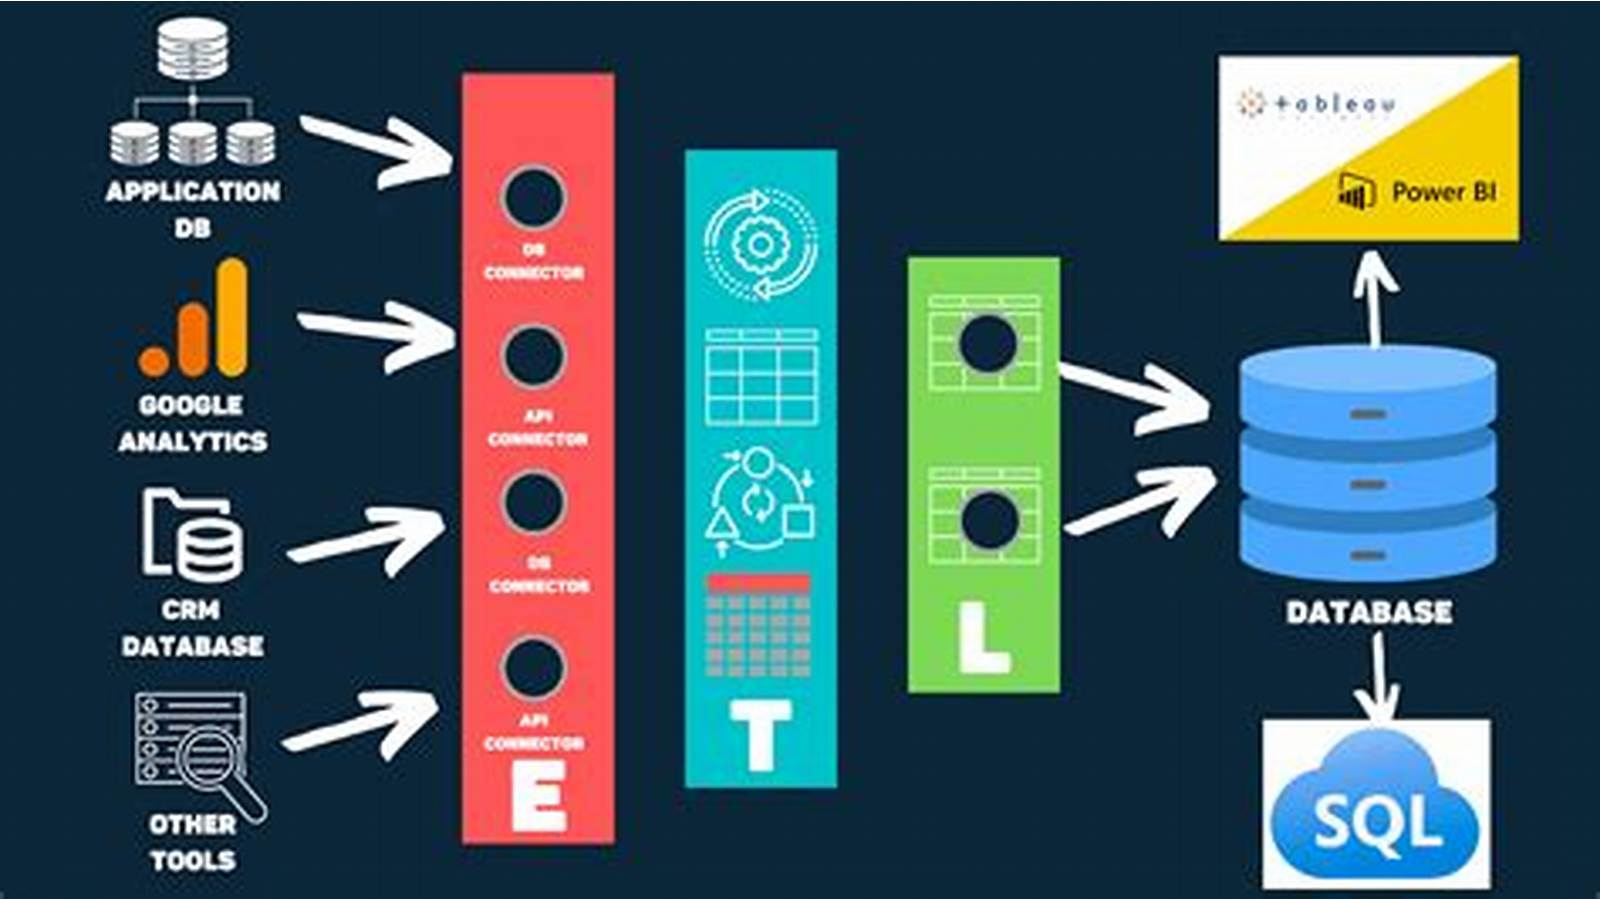 APPLICATION
DB
GOOGLE
ANALYTICS
CRM
DATABASE
OTHER
TOOLS
DB
CONNECTOR
API
CONNECTOR
DB
CONNECTOR
API
CONNECTOR
E
T
L
+ableau
Power BI
DATABASE
SQL